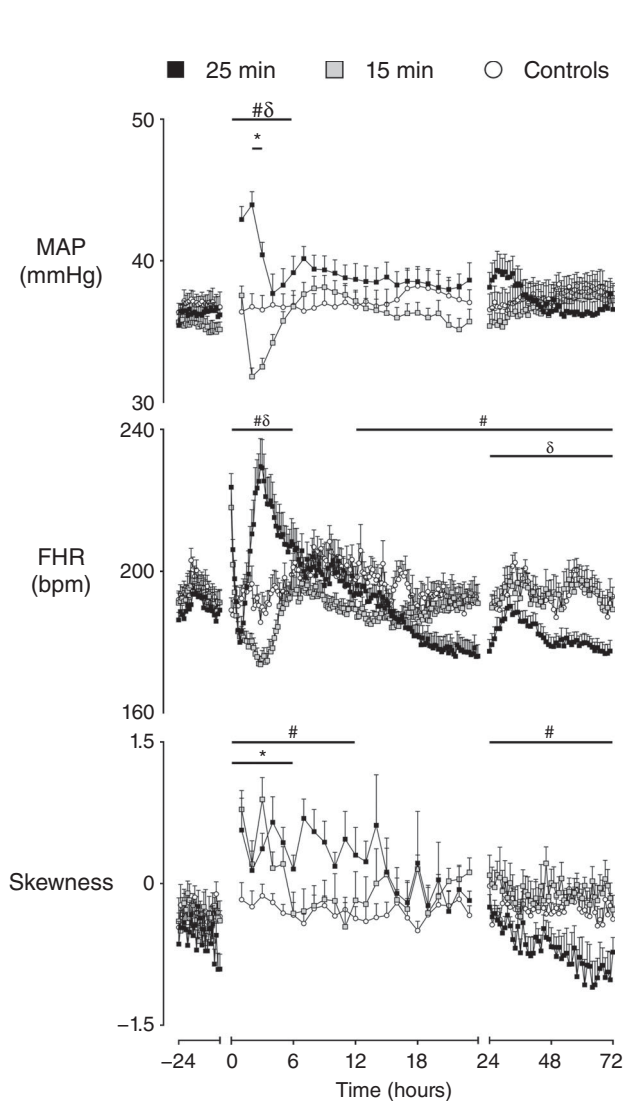 25 min 15 min Controls
50 #δ
*
MAP
(mmHg)
40
30
240 #δ #
δ
FHR
(bpm)
200
160
1.5 # #
*
Skewness 0
−1.5
−24 0 6 12 18 24 48 72
Time (hours)